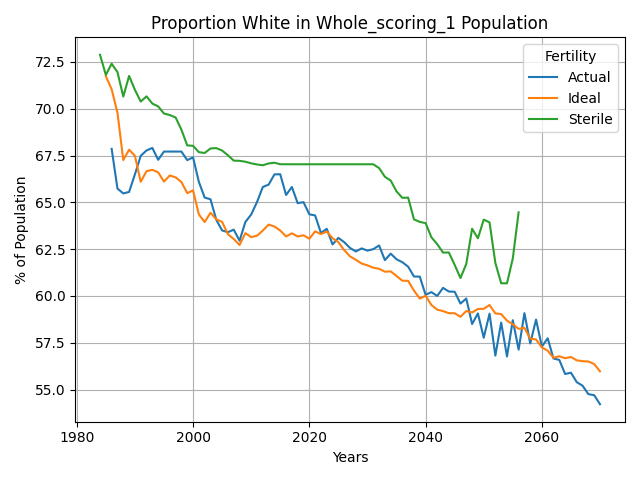 Proportion White in Whole_scoring_1 Population
Fertility
Actual
Ideal
Sterile
% of Population
72.5
70.0
67.5
65.0
62.5
60.0
57.5
55.0
1980
2000
2020
2040
2060
Years